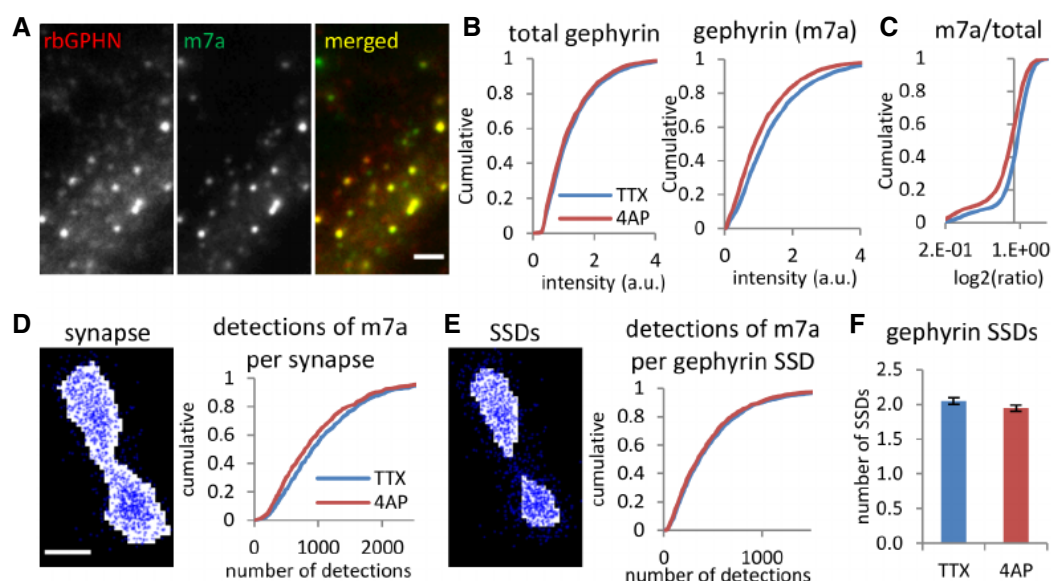 A
rbGPHN
m7a
merged
B
total gephyrin
Cumulative
1
0.8
0.6
0.4
0.2
0
TTX
4AP
0 2 4
intensity (a.u.)
gephyrin (m7a)
Cumulative
1
0.8
0.6
0.4
0.2
0
0 2 4
intensity (a.u.)
C
m7a/total
Cumulative
1
0.8
0.6
0.4
0.2
0
2.E-01 1.E+00
log2(ratio)
D
synapse
detections of m7a
per synapse
cumulative
1
0.8
0.6
0.4
0.2
0
TTX
4AP
0 1000 2000
number of detections
E
SSDs
detections of m7a
per gephyrin SSD
cumulative
1
0.8
0.6
0.4
0.2
0
0 1000
number of detections
F
gephyrin SSDs
number of SSDs
2.5
2.0
1.5
1.0
0.5
0.0
TTX 4AP